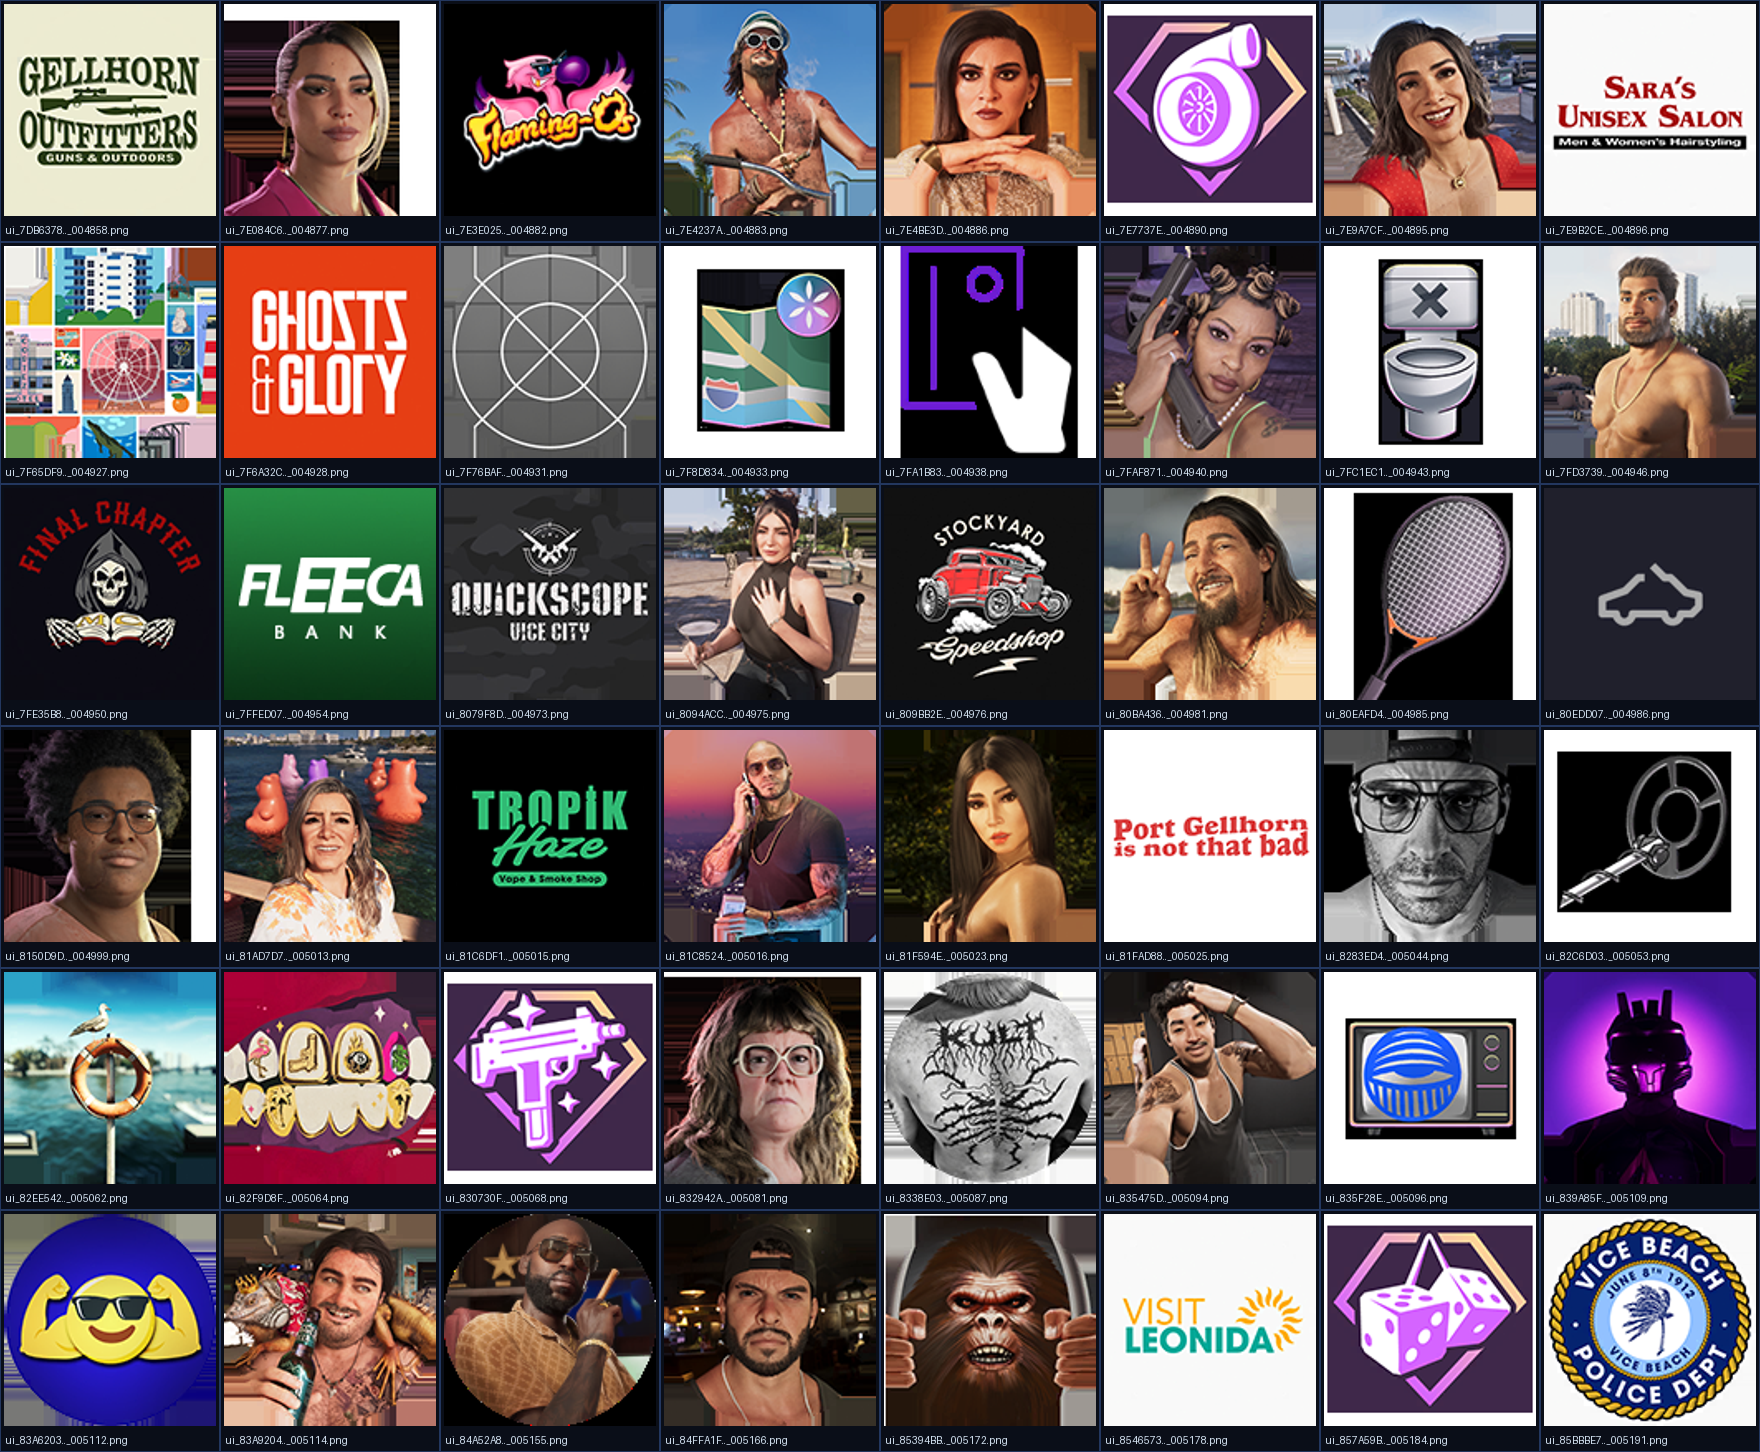 GELLHORN
OUTFITTERS
GUNS & OUTDOORS
Flaming-Os
SARA'S
UNISEX SALON
Men & Women's Hairstyling
ui_7DB6378.._004858.png
ui_7E084C6.._004877.png
ui_7E3E025.._004882.png
ui_7E4237A.._004883.png
ui_7E4BE3D.._004886.png
ui_7E7737E.._004890.png
ui_7E9A7CF.._004895.png
ui_7E9B2CE.._004896.png
GHOSTS
& GLORY
ui_7F65DF9.._004927.png
ui_7F6A32C.._004928.png
ui_7F76BAF.._004931.png
ui_7F8D834.._004933.png
ui_7FA1B83.._004938.png
ui_7FAF871.._004940.png
ui_7FC1EC1.._004943.png
ui_7FD3739.._004946.png
FINAL CHAPTER
MC
FLEECA
BANK
QUICKSCOPE
VICE CITY
STOCKYARD
Speedshop
ui_7FE35B8.._004950.png
ui_7FFED07.._004954.png
ui_8079F8D.._004973.png
ui_8094ACC.._004975.png
ui_809BB2E.._004976.png
ui_80BA436.._004981.png
ui_80EAFD4.._004985.png
ui_80EDD07.._004986.png
TROPIK
Haze
Vape & Smoke Shop
Port Gellhorn
is not that bad
ui_8150D9D.._004999.png
ui_81AD7D7.._005013.png
ui_81C6DF1.._005015.png
ui_81C8524.._005016.png
ui_81F594E.._005023.png
ui_81FAD88.._005025.png
ui_8283ED4.._005044.png
ui_82C6D03.._005053.png
KULT
ui_82EE542.._005062.png
ui_82F9D8F.._005064.png
ui_830730F.._005068.png
ui_832942A.._005081.png
ui_8338E03.._005087.png
ui_835475D.._005094.png
ui_835F28E.._005096.png
ui_839A85F.._005109.png
VISIT
LEONIDA
VICE BEACH
JUNE 8TH 1912
VICE BEACH
POLICE DEPT
ui_83A6203.._005112.png
ui_83A9204.._005114.png
ui_84A52A8.._005155.png
ui_84FFA1F.._005166.png
ui_85394BB.._005172.png
ui_8546573.._005178.png
ui_857A59B.._005184.png
ui_85BBBE7.._005191.png